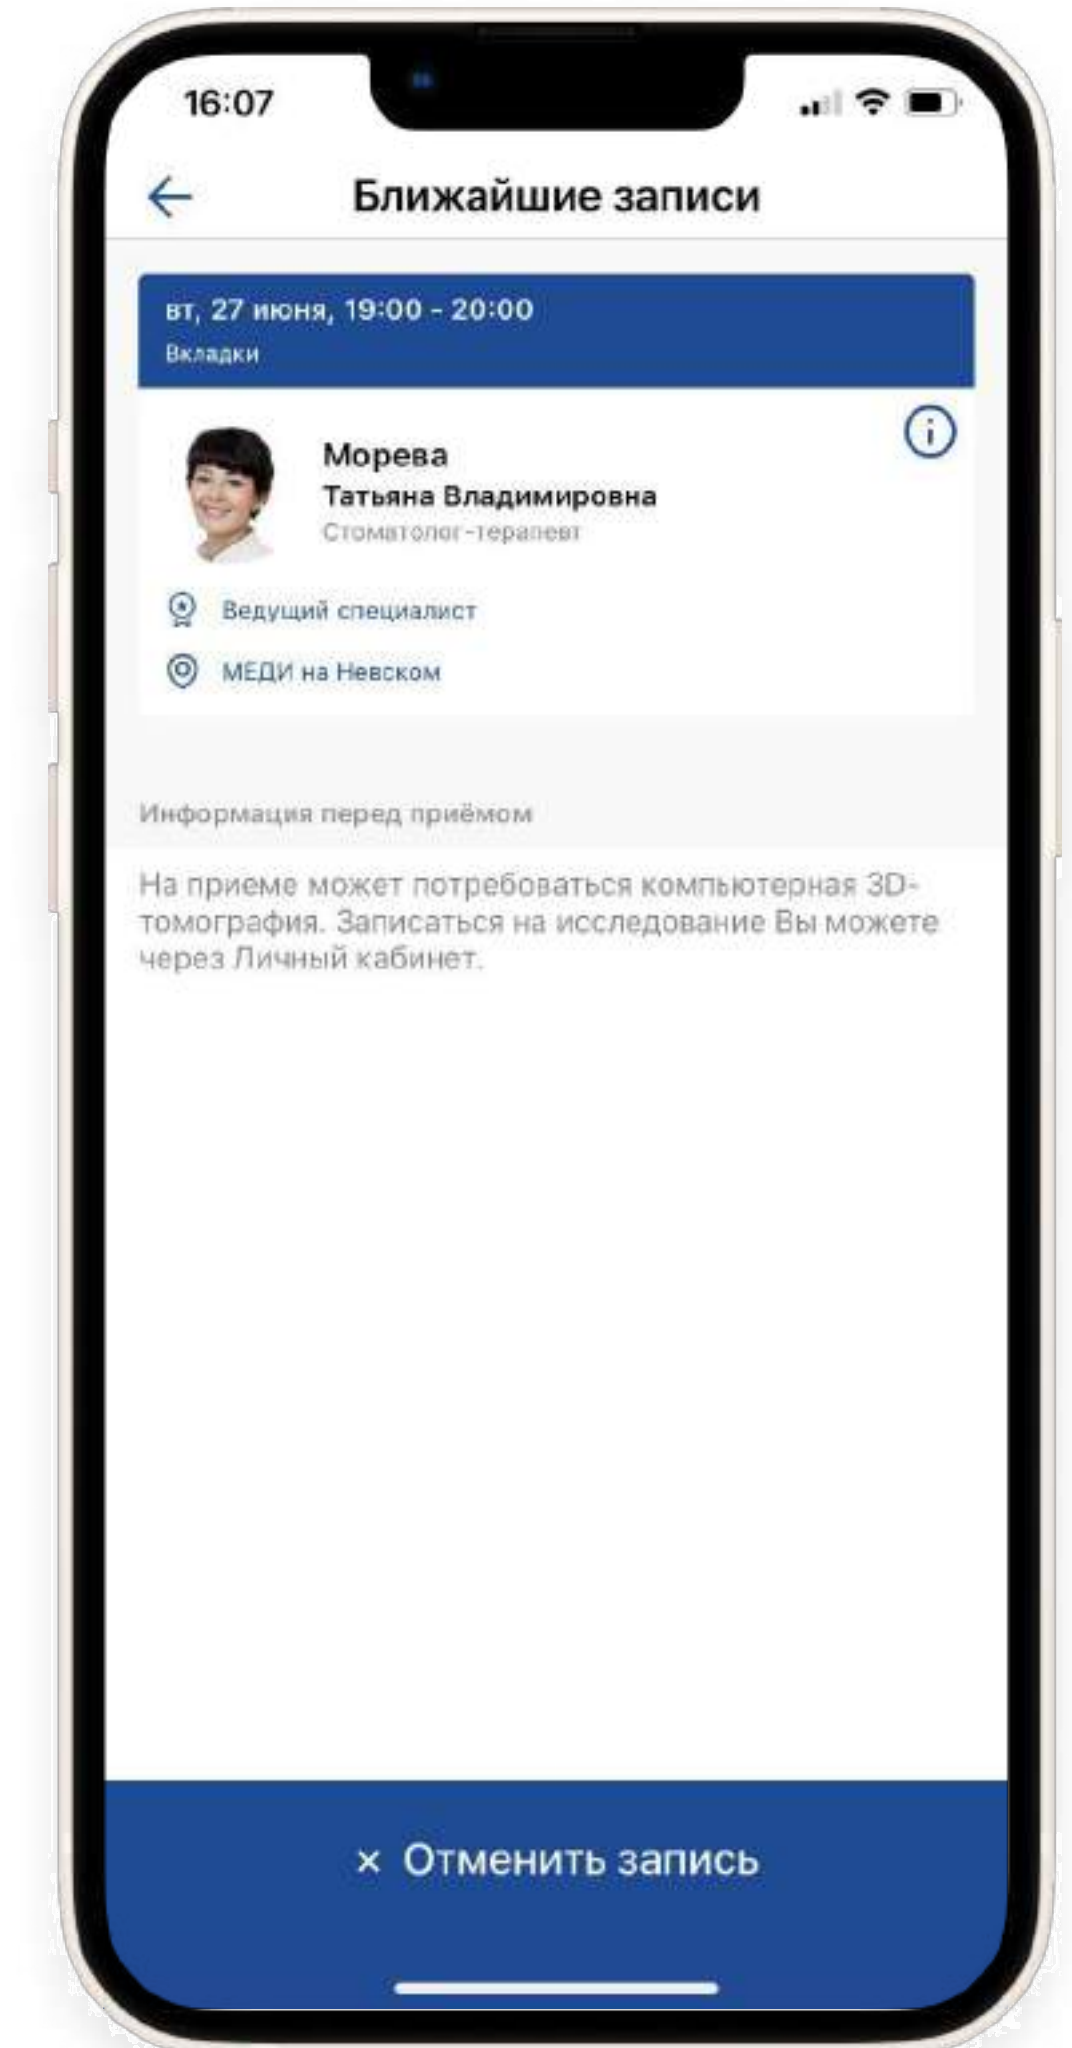 16:07
Ближайшие записи
вт, 27 июня, 19:00 - 20:00
Вкладки
Морева
Татьяна Владимировна
Стоматолог-терапевт
Ведущий специалист
МЕДИ на Невском
Информация перед приёмом
На приеме может потребоваться компьютерная 3D-
томография. Записаться на исследование Вы можете
через Личный кабинет.
× Отменить запись